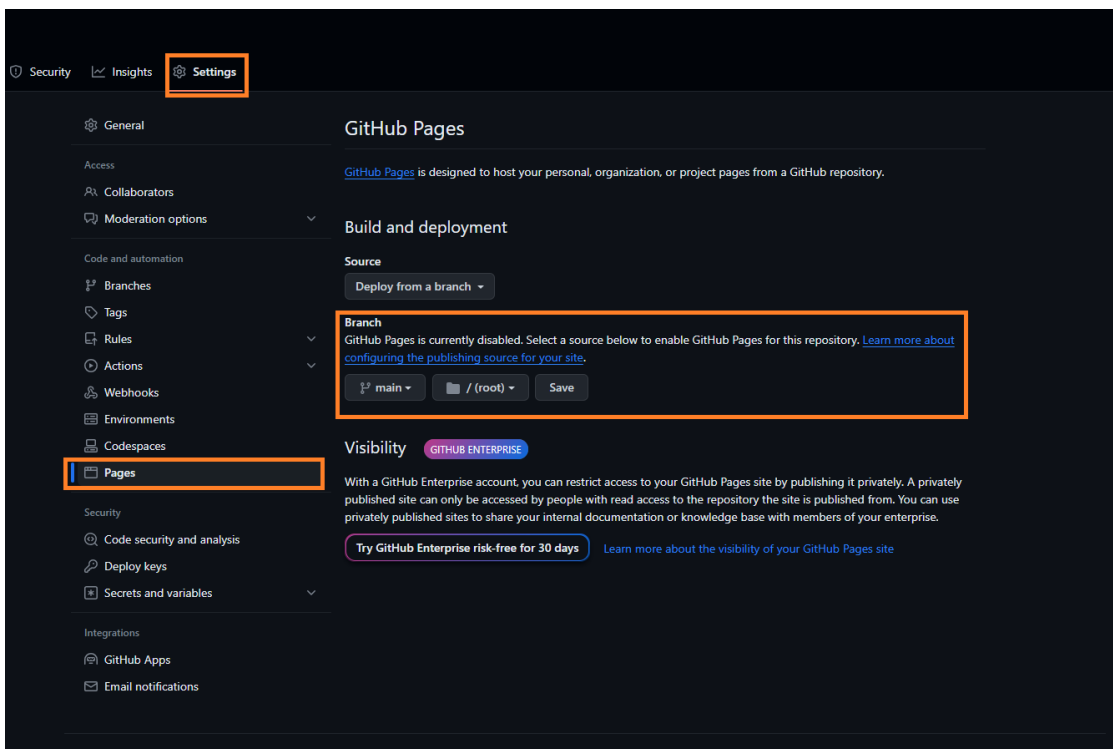 Security
Insights
Settings
General
Access
Collaborators
Moderation options
Code and automation
Branches
Tags
Rules
Actions
Webhooks
Environments
Codespaces
Pages
Security
Code security and analysis
Deploy keys
Secrets and variables
Integrations
GitHub Apps
Email notifications
GitHub Pages
GitHub Pages is designed to host your personal, organization, or project pages from a GitHub repository.
Build and deployment
Source
Deploy from a branch
Branch
GitHub Pages is currently disabled. Select a source below to enable GitHub Pages for this repository. Learn more about
configuring the publishing source for your site.
main / (root) Save
Visibility GITHUB ENTERPRISE
With a GitHub Enterprise account, you can restrict access to your GitHub Pages site by publishing it privately. A privately
published site can only be accessed by people with read access to the repository the site is published from. You can use
privately published sites to share your internal documentation or knowledge base with members of your enterprise.
Try GitHub Enterprise risk-free for 30 days Learn more about the visibility of your GitHub Pages site